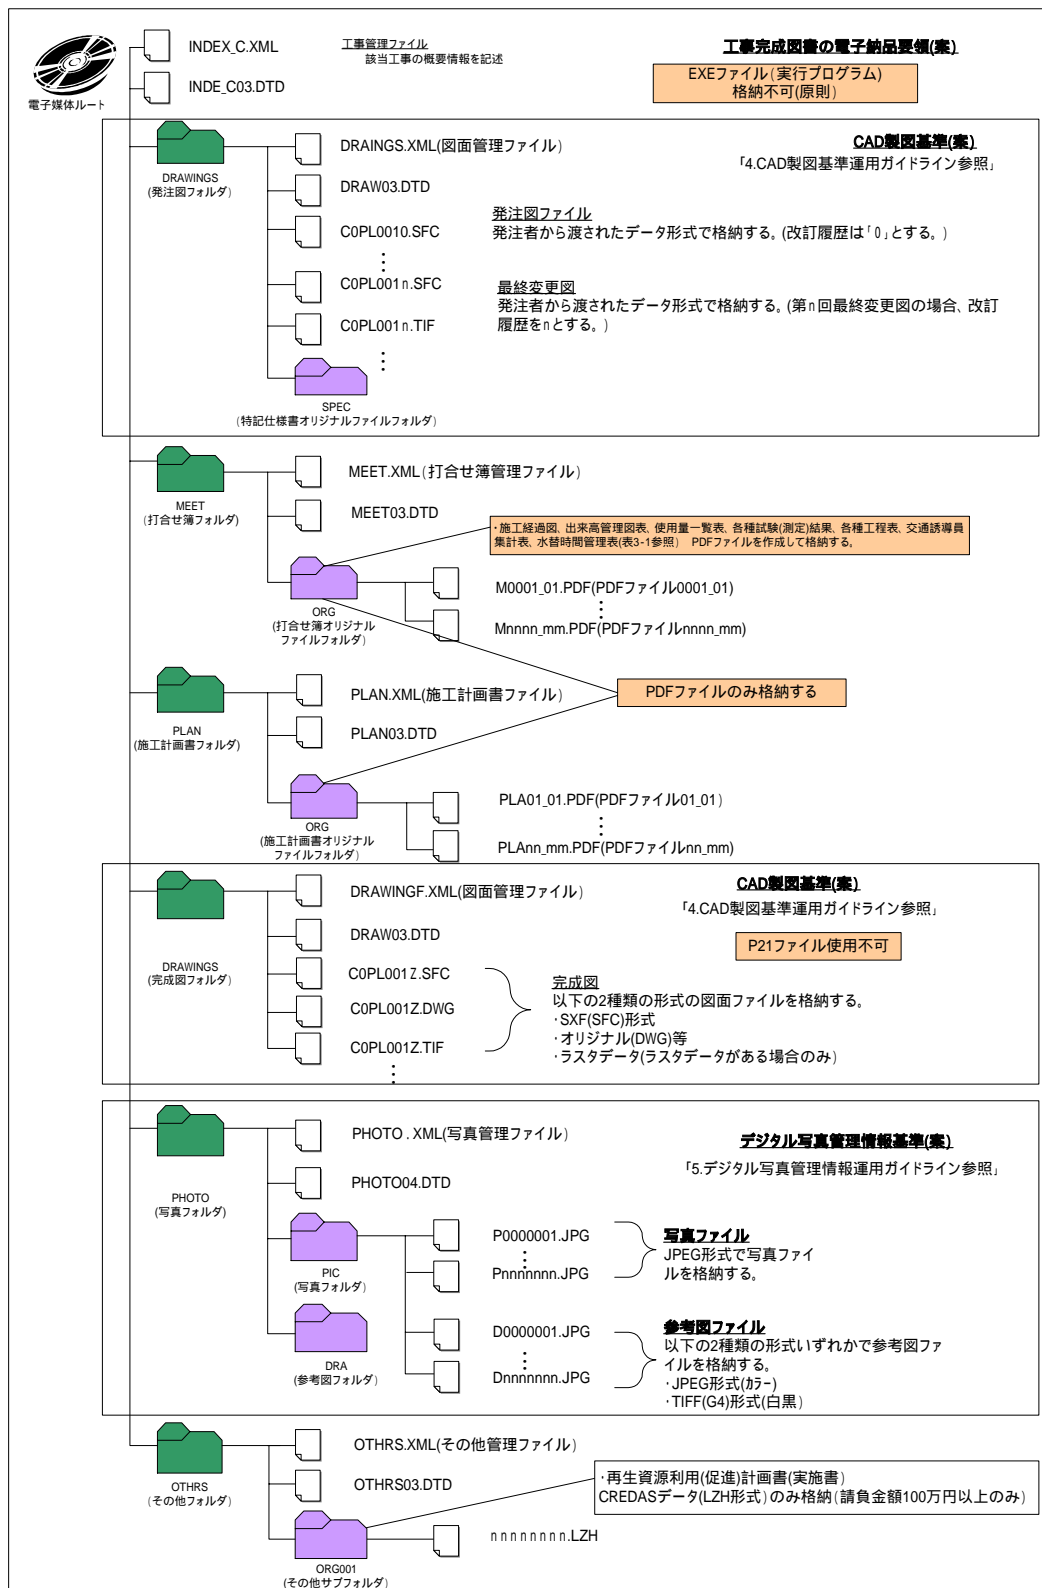 INDEX_C.XML
工事管理ファイル
該当工事の概要情報を記述
工事完成図書の電子納品要領(案)
EXEファイル(実行プログラム)
格納不可(原則)
INDE_C03.DTD
電子媒体ルート
DRAINGS.XML(図面管理ファイル)
CAD製図基準(案)
「4.CAD製図基準運用ガイドライン参照」
DRAWINGS
(発注図フォルダ)
DRAW03.DTD
C0PL0010.SFC
発注図ファイル
発注者から渡されたデータ形式で格納する。(改訂履歴は「0」とする。)
C0PL001n.SFC
最終変更図
発注者から渡されたデータ形式で格納する。(第n回最終変更図の場合、改訂
履歴をnとする。)
C0PL001n.TIF
SPEC
(特記仕様書オリジナルファイルフォルダ)
MEET.XML(打合せ簿管理ファイル)
MEET
(打合せ簿フォルダ)
MEET03.DTD
・施工経過図、出来高管理図表、使用量一覧表、各種試験(測定)結果、各種工程表、交通誘導員
集計表、水替時間管理表(表3-1参照) PDFファイルを作成して格納する。
ORG
(打合せ簿オリジナル
ファイルフォルダ)
M0001_01.PDF(PDFファイル0001_01)
Mnnnn_mm.PDF(PDFファイルnnnn_mm)
PLAN.XML(施工計画書ファイル)
PDFファイルのみ格納する
PLAN
(施工計画書フォルダ)
PLAN03.DTD
ORG
(施工計画書オリジナル
ファイルフォルダ)
PLA01_01.PDF(PDFファイル01_01)
PLAnn_mm.PDF(PDFファイルnn_mm)
DRAWINGF.XML(図面管理ファイル)
CAD製図基準(案)
「4.CAD製図基準運用ガイドライン参照」
DRAW03.DTD
P21ファイル使用不可
DRAWINGS
(完成図フォルダ)
C0PL001Z.SFC
C0PL001Z.DWG
C0PL001Z.TIF
完成図
以下の2種類の形式の図面ファイルを格納する。
・SXF(SFC)形式
・オリジナル(DWG)等
・ラスタデータ(ラスタデータがある場合のみ)
PHOTO.XML(写真管理ファイル)
デジタル写真管理情報基準(案)
「5.デジタル写真管理情報運用ガイドライン参照」
PHOTO
(写真フォルダ)
PHOTO04.DTD
PIC
(写真フォルダ)
P0000001.JPG
Pnnnnnnn.JPG
写真ファイル
JPEG形式で写真ファイ
ルを格納する。
DRA
(参考図フォルダ)
D0000001.JPG
Dnnnnnnn.JPG
参考図ファイル
以下の2種類の形式いずれかで参考図ファ
イルを格納する。
・JPEG形式(カラー)
・TIFF(G4)形式(白黒)
OTHRS.XML(その他管理ファイル)
OTHRS
(その他フォルダ)
OTHRS03.DTD
・再生資源利用(促進)計画書(実施書)
CREDASデータ(LZH形式)のみ格納(請負金額100万円以上のみ)
ORG001
(その他サブフォルダ)
nnnnnnnn.LZH